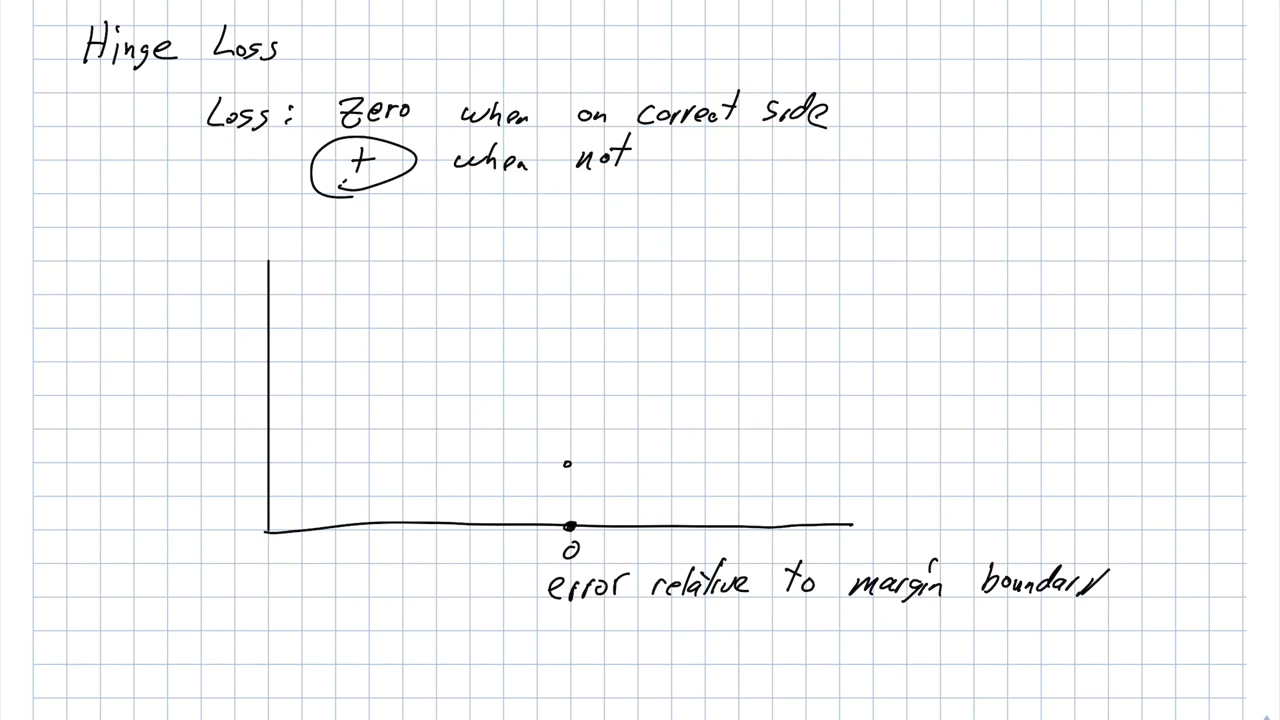 Hinge Loss
Loss: Zero when on correct side
+ when not
0
error relative to margin boundary